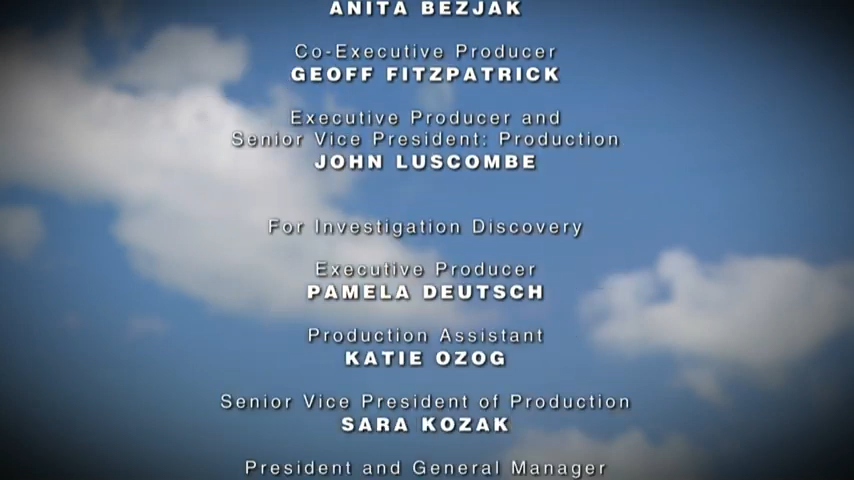 ANITA BEZJAK
Co-Executive Producer
GEOFF FITZPATRICK
Executive Producer and
Senior Vice President: Production
JOHN LUSCOMBE
For Investigation Discovery
Executive Producer
PAMELA DEUTSCH
Production Assistant
KATIE OZOG
Senior Vice President of Production
SARA KOZAK
President and General Manager